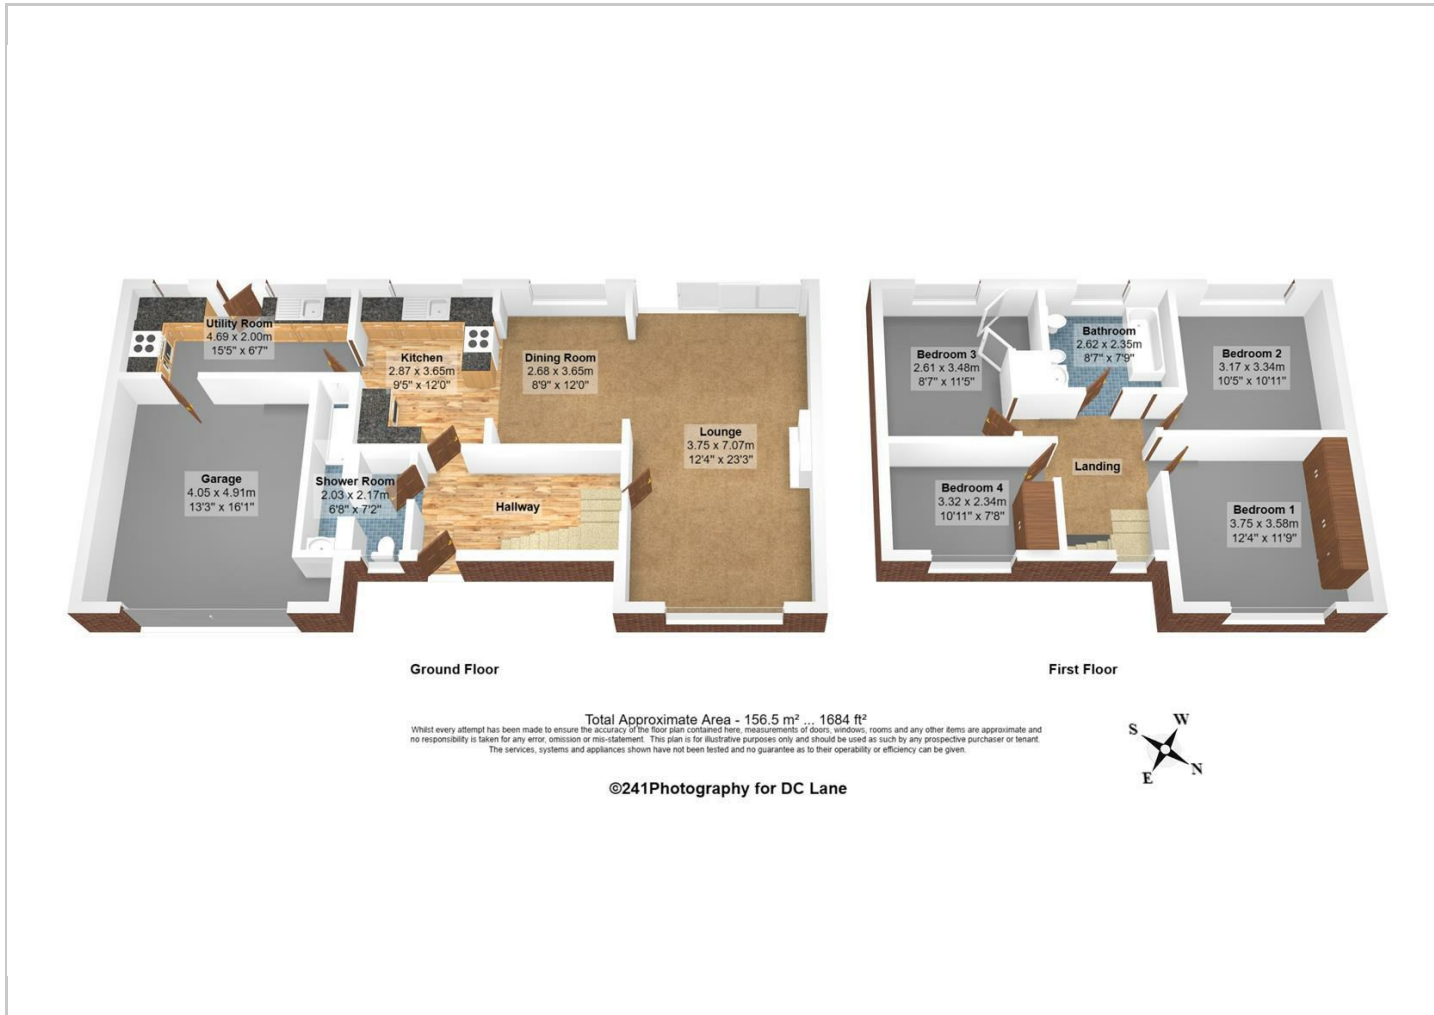 Utility Room
4.69 x 2.00m
15'5" x 6'7"
Kitchen
2.87 x 3.65m
9'5" x 12'0"
Dining Room
2.68 x 3.65m
8'9" x 12'0"
Lounge
3.75 x 7.07m
12'4" x 23'3"
Garage
4.05 x 4.91m
13'3" x 16'1"
Shower Room
2.03 x 2.17m
6'8" x 7'2"
Hallway
Bedroom 3
2.61 x 3.48m
8'7" x 11'5"
Bathroom
2.62 x 2.35m
8'7" x 7'9"
Bedroom 2
3.17 x 3.34m
10'5" x 10'11"
Landing
Bedroom 4
3.32 x 2.34m
10'11" x 7'8"
Bedroom 1
3.75 x 3.58m
12'4" x 11'9"
Ground Floor
First Floor
Total Approximate Area - 156.5 m² ... 1684 ft²
Whilst every attempt has been made to ensure the accuracy of the floor plan contained here, measurements of doors, windows, rooms and any other items are approximate and
no responsibility is taken for any error, omission or mis-statement. This plan is for illustrative purposes only and should be used as such by any prospective purchaser or tenant.
The services, systems and appliances shown have not been tested and no guarantee as to their operability or efficiency can be given.
©241Photography for DC Lane
S W
E N